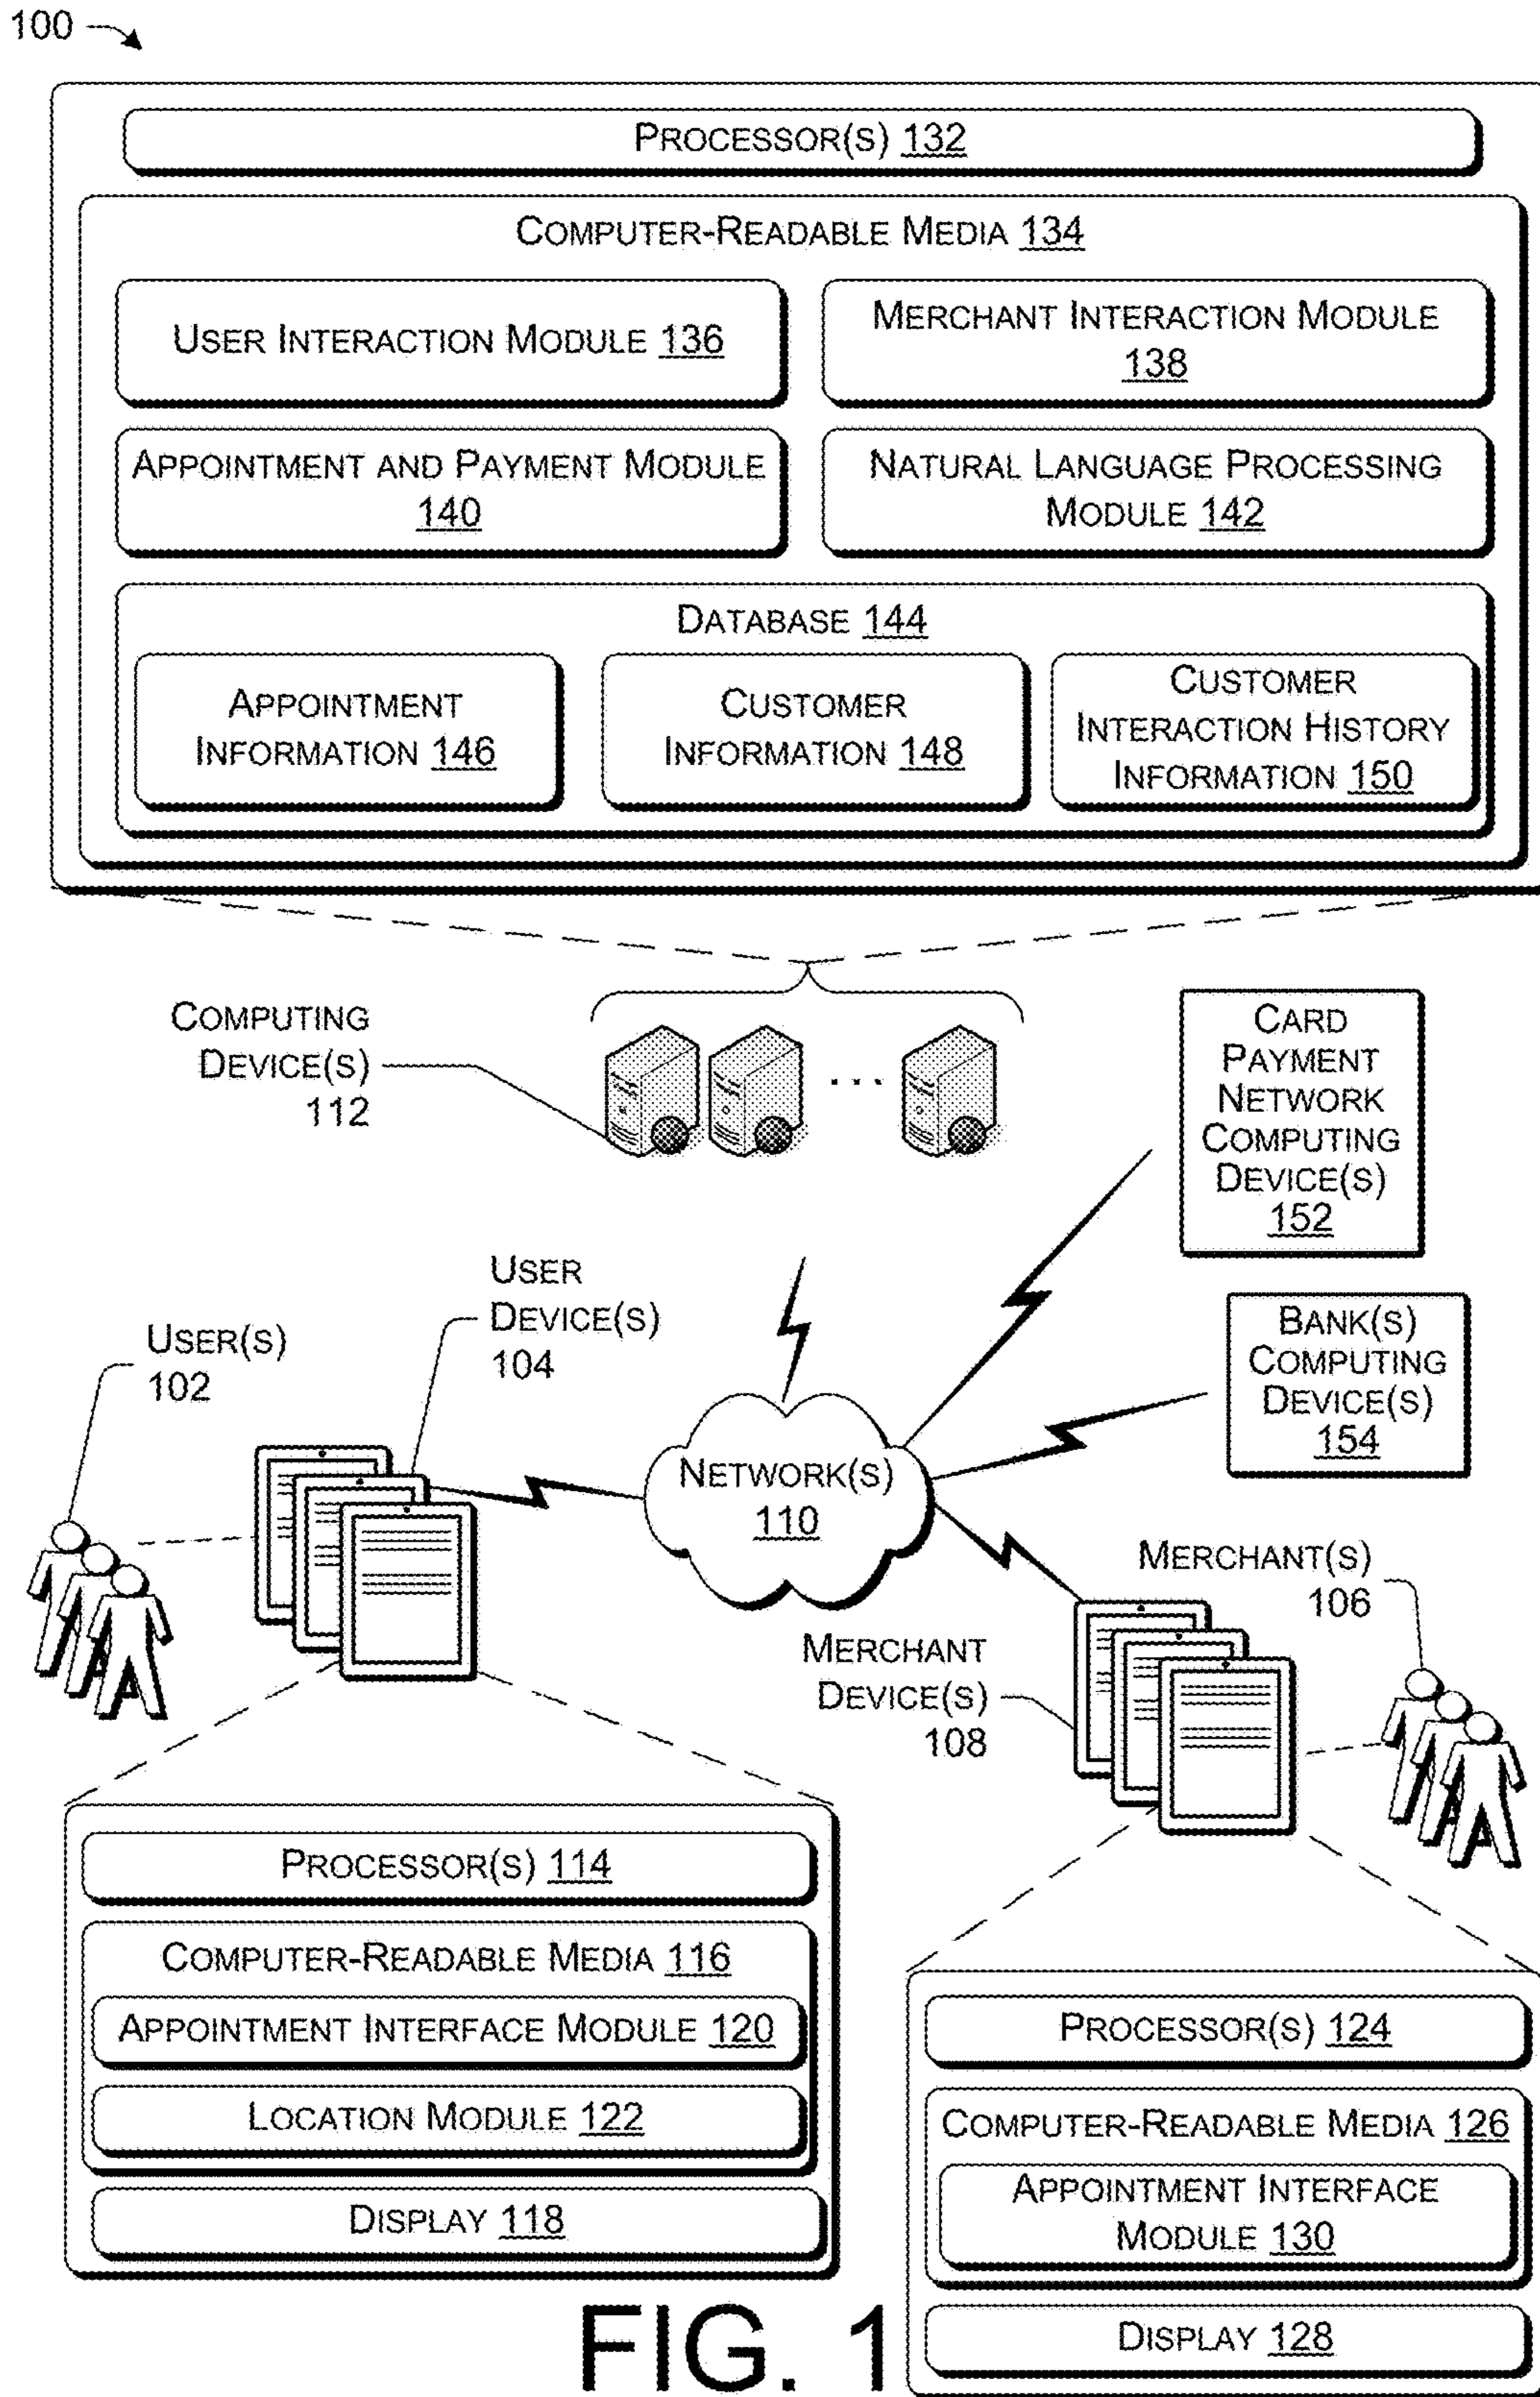 100
PROCESSOR(S) 132
COMPUTER-READABLE MEDIA 134
USER INTERACTION MODULE 136
MERCHANT INTERACTION MODULE
138
APPOINTMENT AND PAYMENT MODULE
140
NATURAL LANGUAGE PROCESSING
MODULE 142
DATABASE 144
APPOINTMENT
INFORMATION 146
CUSTOMER
INFORMATION 148
CUSTOMER
INTERACTION HISTORY
INFORMATION 150
COMPUTING
DEVICE(S)
112
...
CARD
PAYMENT
NETWORK
COMPUTING
DEVICE(S)
152
USER
DEVICE(S)
104
USER(S)
102
BANK(S)
COMPUTING
DEVICE(S)
154
NETWORK(S)
110
MERCHANT(S)
106
MERCHANT
DEVICE(S)
108
PROCESSOR(S) 114
COMPUTER-READABLE MEDIA 116
APPOINTMENT INTERFACE MODULE 120
LOCATION MODULE 122
DISPLAY 118
PROCESSOR(S) 124
COMPUTER-READABLE MEDIA 126
APPOINTMENT INTERFACE
MODULE 130
DISPLAY 128
FIG. 1